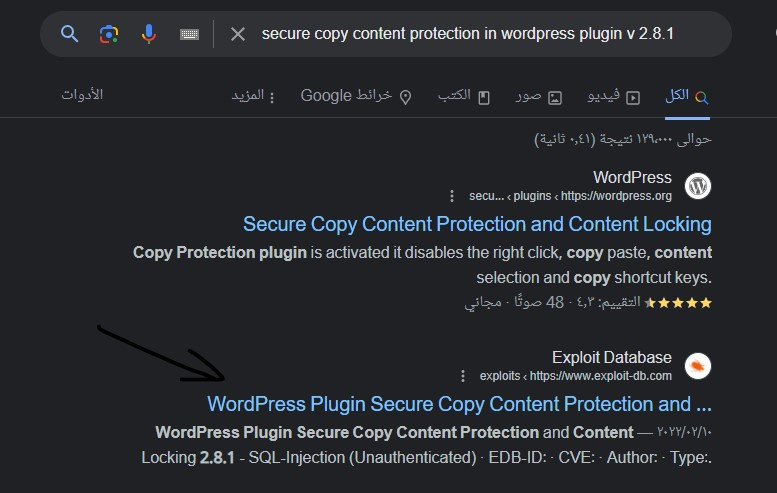 secure copy content protection in wordpress plugin v 2.8.1
الكل فيديو صور الكتب خرائط Google المزيد الأدوات
حوالى ١٢٩,٠٠٠ نتيجة (٠,٤١ ثانية)
WordPress
https://wordpress.org › plugins › secu...
Secure Copy Content Protection and Content Locking
Copy Protection plugin is activated it disables the right click, copy paste, content
selection and copy shortcut keys.
التقييم: ٤,٣ · 48 صوتًا · مجاني
Exploit Database
https://www.exploit-db.com › exploits
WordPress Plugin Secure Copy Content Protection and ...
٢٠٢٢/٠٢/١٠ — WordPress Plugin Secure Copy Content Protection and Content
Locking 2.8.1 - SQL-Injection (Unauthenticated) · EDB-ID: · CVE: · Author: · Type:.